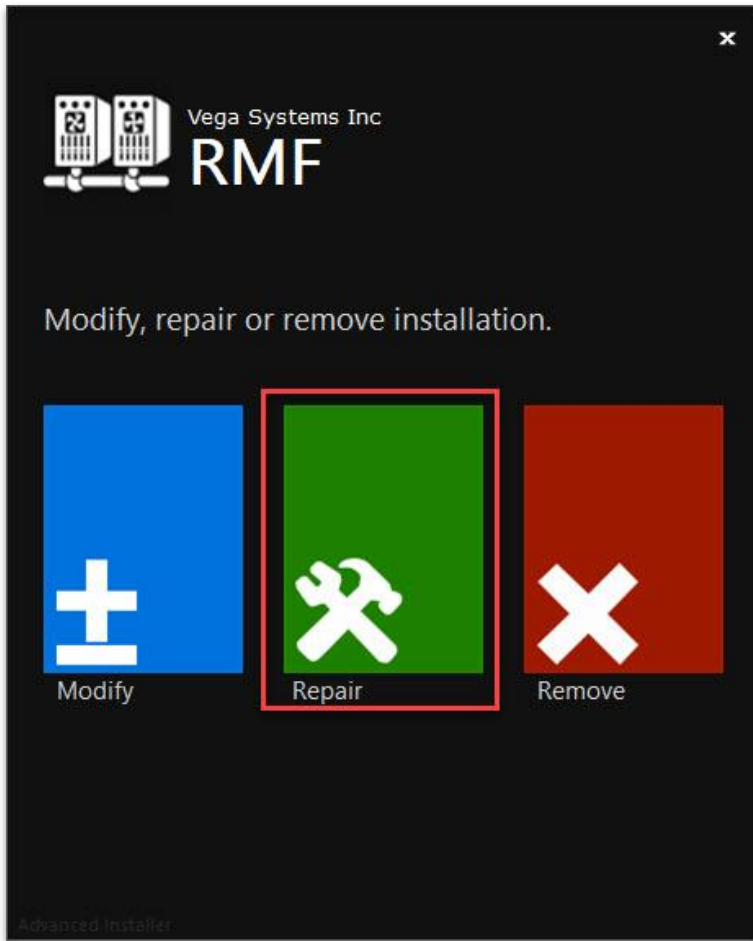 Vega Systems Inc
RMF
Modify, repair or remove installation.
Modify
Repair
Remove
Advanced Installer